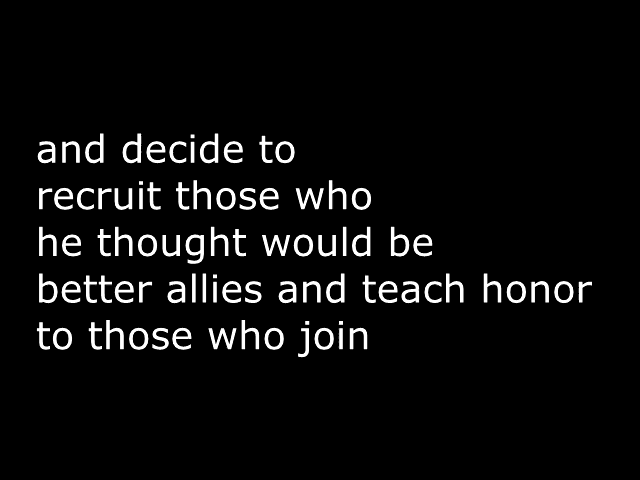 and decide to
recruit those who
he thought would be
better allies and teach honor
to those who join